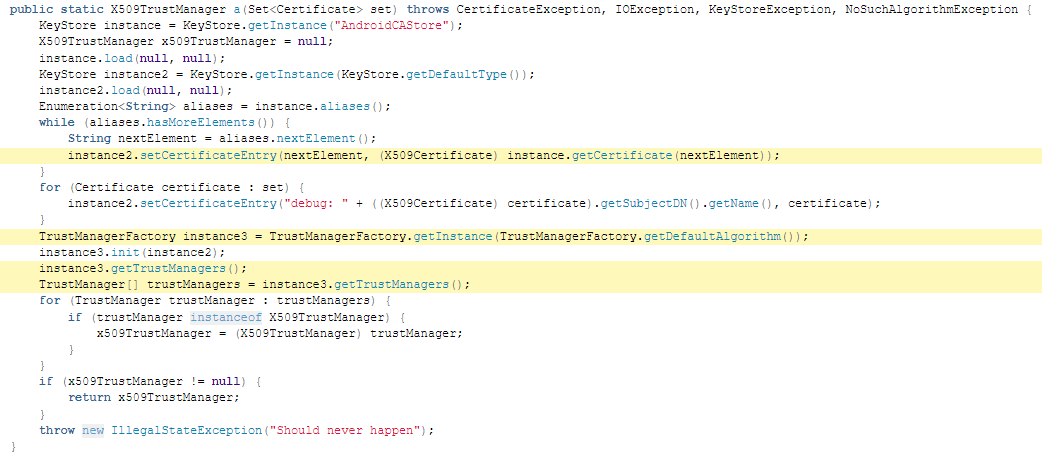 public static X509TrustManager a(Set<Certificate> set) throws CertificateException, IOException, KeyStoreException, NoSuchAlgorithmException {
    KeyStore instance = KeyStore.getInstance("AndroidCAStore");
    X509TrustManager x509TrustManager = null;
    instance.load(null, null);
    KeyStore instance2 = KeyStore.getInstance(KeyStore.getDefaultType());
    instance2.load(null, null);
    Enumeration<String> aliases = instance.aliases();
    while (aliases.hasMoreElements()) {
        String nextElement = aliases.nextElement();
        instance2.setCertificateEntry(nextElement, (X509Certificate) instance.getCertificate(nextElement));
    }
    for (Certificate certificate : set) {
        instance2.setCertificateEntry("debug: " + ((X509Certificate) certificate).getSubjectDN().getName(), certificate);
    }
    TrustManagerFactory instance3 = TrustManagerFactory.getInstance(TrustManagerFactory.getDefaultAlgorithm());
    instance3.init(instance2);
    instance3.getTrustManagers();
    TrustManager[] trustManagers = instance3.getTrustManagers();
    for (TrustManager trustManager : trustManagers) {
        if (trustManager instanceof X509TrustManager) {
            x509TrustManager = (X509TrustManager) trustManager;
        }
    }
    if (x509TrustManager != null) {
        return x509TrustManager;
    }
    throw new IllegalStateException("Should never happen");
}